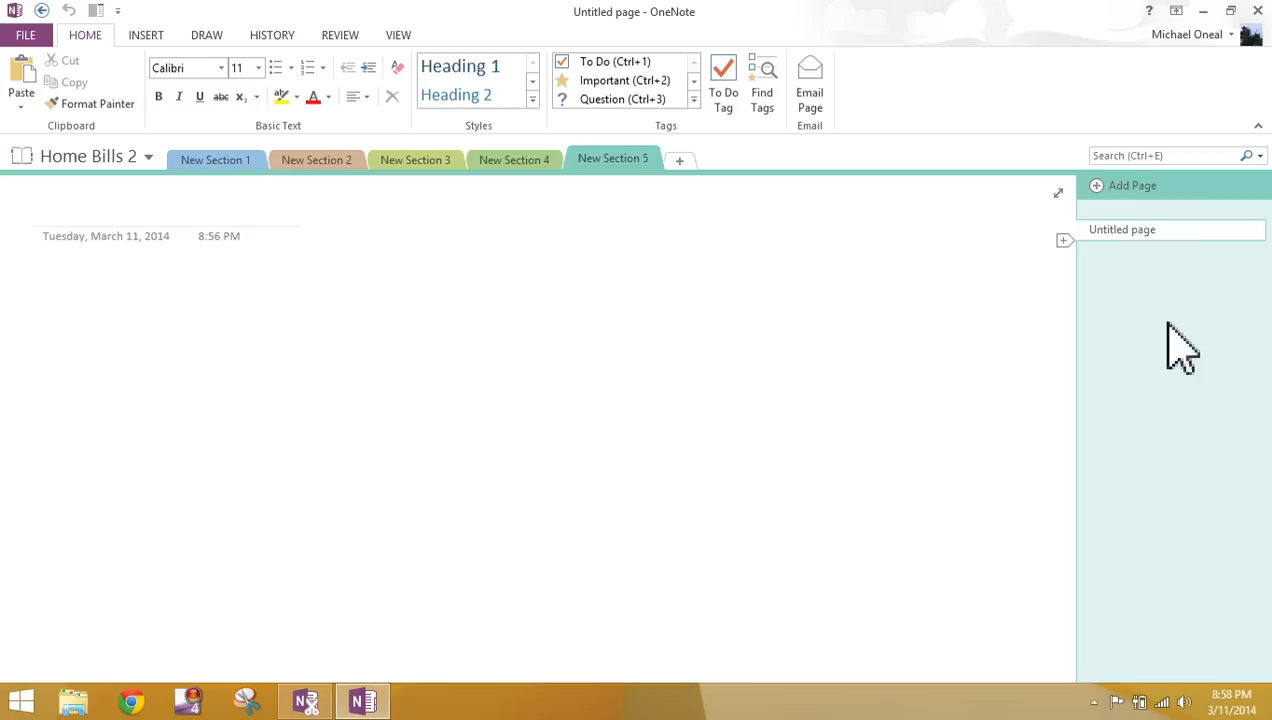 Untitled page - OneNote
?
FILE HOME INSERT DRAW HISTORY REVIEW VIEW
Michael Oneal
Paste
Cut
Copy
Format Painter
Clipboard
Calibri 11
B I U abc x₂ ab A
Basic Text
Heading 1
Heading 2
Styles
To Do (Ctrl+1)
Important (Ctrl+2)
? Question (Ctrl+3)
To Do Tag
Find Tags
Tags
Email Page
Email
Home Bills 2
New Section 1
New Section 2
New Section 3
New Section 4
New Section 5
+
Search (Ctrl+E)
Add Page
Untitled page
Tuesday, March 11, 2014 8:56 PM
8:58 PM
3/11/2014